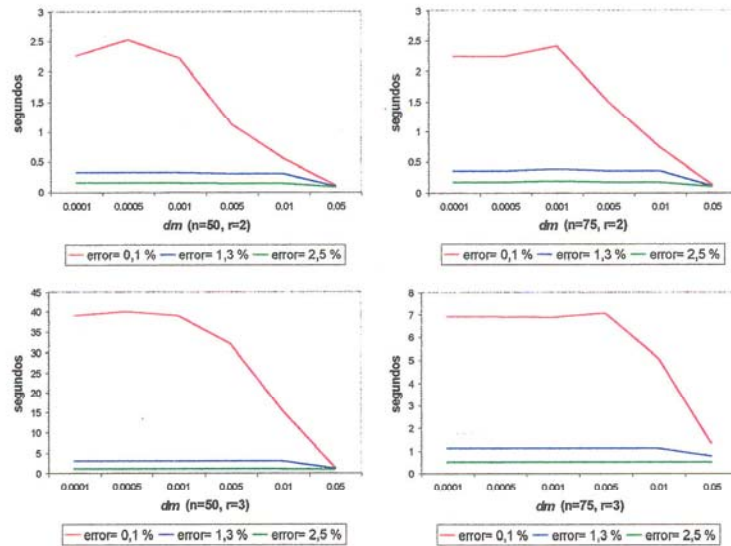 3
2.5
2
1.5
1
0.5
0
segundos
0.0001 0.0005 0.001 0.005 0.01 0.05
dm (n=50, r=2)
error= 0,1 % error= 1,3 % error= 2,5 %
3
2.5
2
1.5
1
0.5
0
segundos
0.0001 0.0005 0.001 0.005 0.01 0.05
dm (n=75, r=2)
error= 0,1 % error= 1,3 % error= 2,5 %
45
40
35
30
25
20
15
10
5
0
segundos
0.0001 0.0005 0.001 0.005 0.01 0.05
dm (n=50, r=3)
error= 0,1 % error= 1,3 % error= 2,5 %
8
7
6
5
4
3
2
1
0
segundos
0.0001 0.0005 0.001 0.005 0.01 0.05
dm (n=75, r=3)
error= 0,1 % error= 1,3 % error= 2,5 %